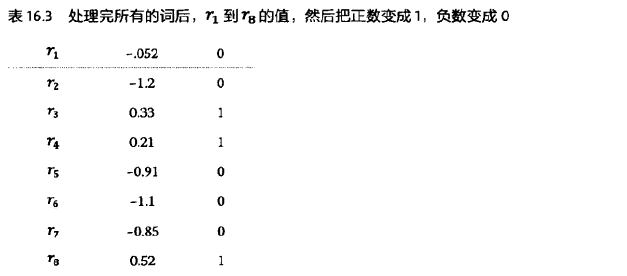 表 16.3 处理完所有的词后，r₁ 到 r₈ 的值，然后把正数变成 1，负数变成 0
r₁ -.052 0
r₂ -1.2 0
r₃ 0.33 1
r₄ 0.21 1
r₅ -0.91 0
r₆ -1.1 0
r₇ -0.85 0
r₈ 0.52 1